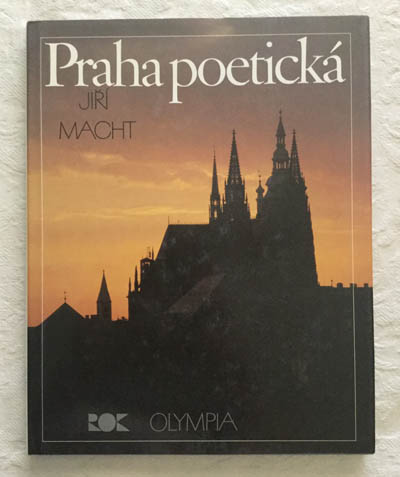 Praha poetická
JIŘÍ
MACHT
ROK OLYMPIA